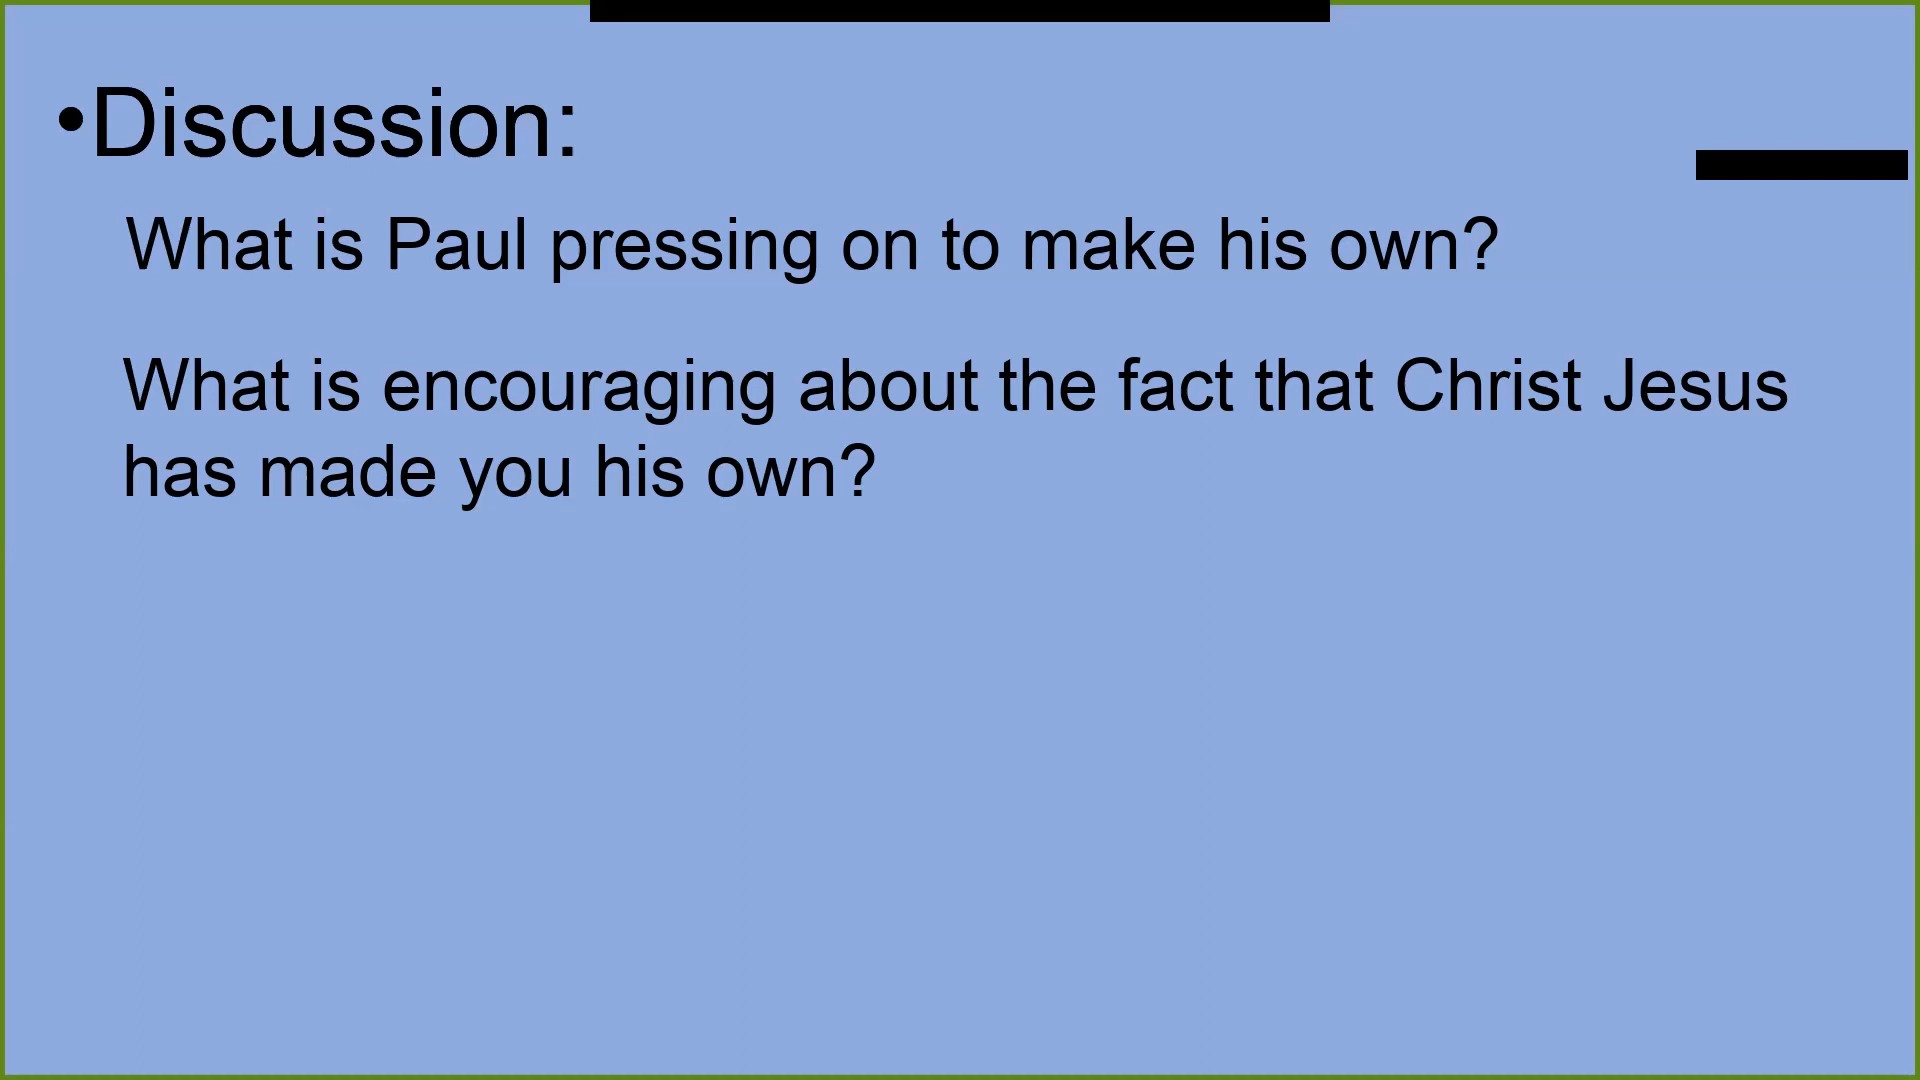 •Discussion:
What is Paul pressing on to make his own?
What is encouraging about the fact that Christ Jesus
has made you his own?